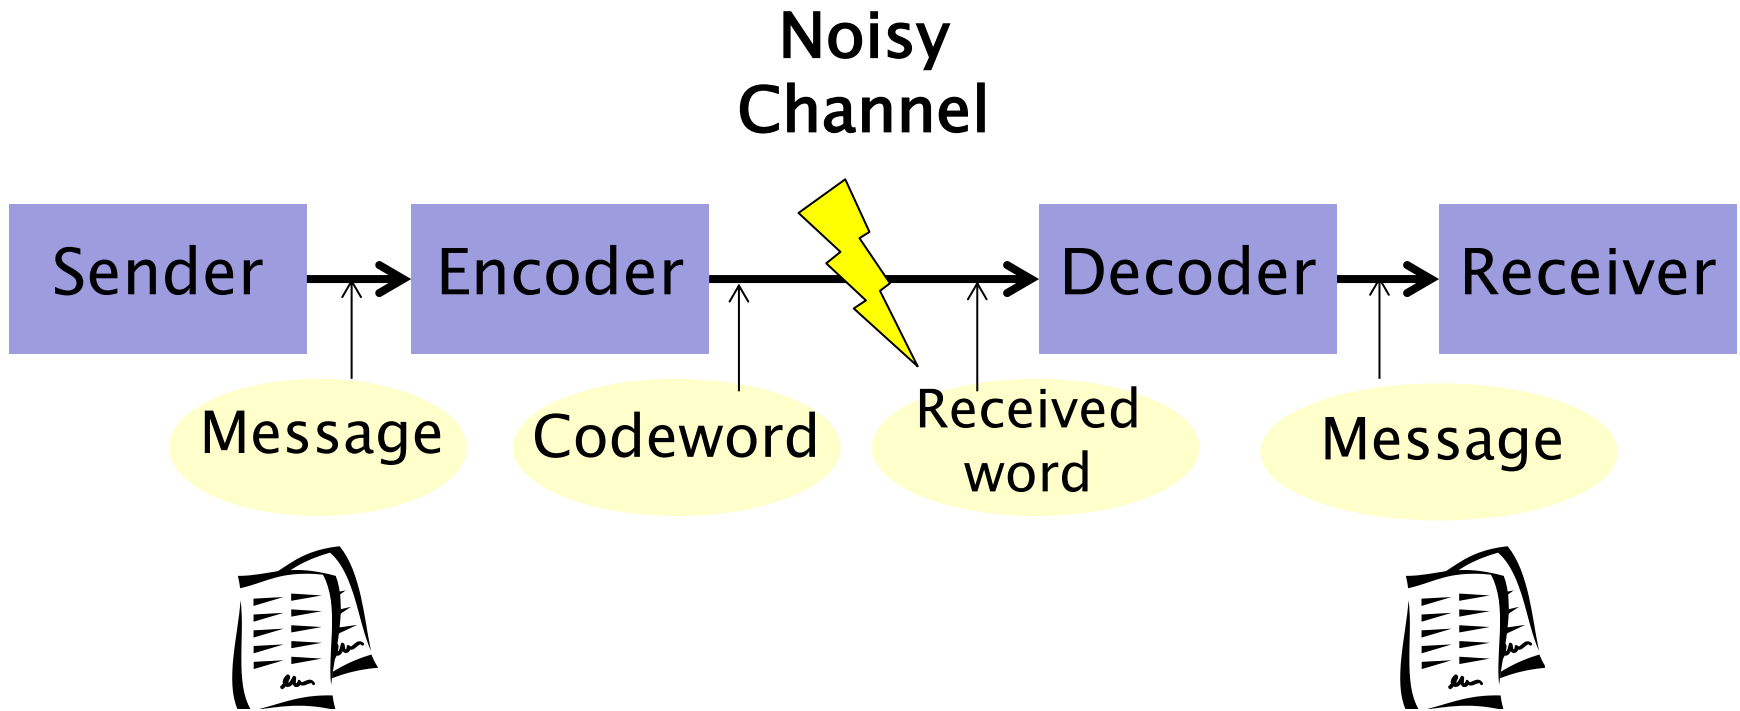 Noisy
Channel
Sender
Encoder
Decoder
Receiver
Message
Codeword
Received
word
Message